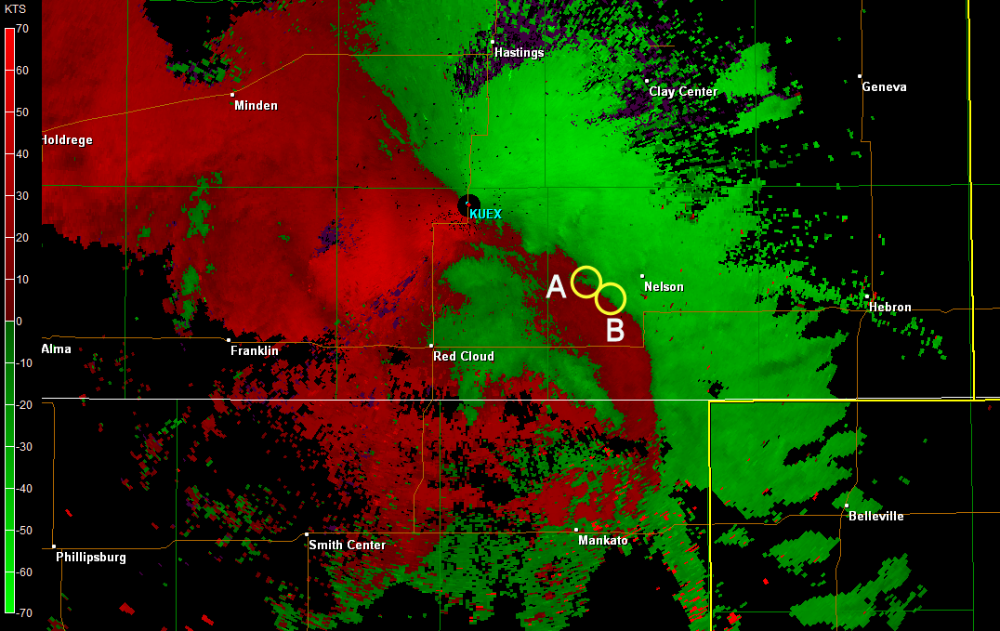 KTS
70
60
50
40
30
20
10
0
-10
-20
-30
-40
-50
-60
-70
Hastings
Clay Center
Geneva
Minden
Holdrege
KUEX
A
Nelson
Hebron
B
Alma
Franklin
Red Cloud
Belleville
Mankato
Smith Center
Phillipsburg